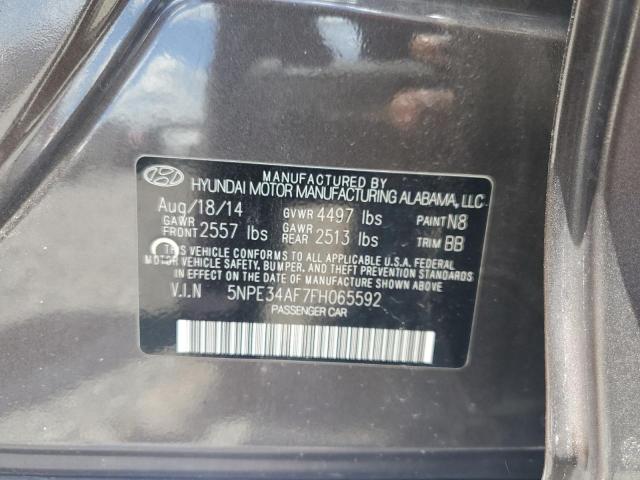 MANUFACTURED BY
HYUNDAI MOTOR MANUFACTURING ALABAMA, LLC
Aug/18/14 GVWR 4497 lbs PAINT N8
GAWR FRONT 2557 lbs GAWR REAR 2513 lbs TRIM BB
THIS VEHICLE CONFORMS TO ALL APPLICABLE U.S.A. FEDERAL
MOTOR VEHICLE SAFETY, BUMPER, AND THEFT PREVENTION STANDARDS
IN EFFECT ON THE DATE OF MANUFACTURE SHOWN ABOVE
V.I.N 5NPE34AF7FH065592
PASSENGER CAR